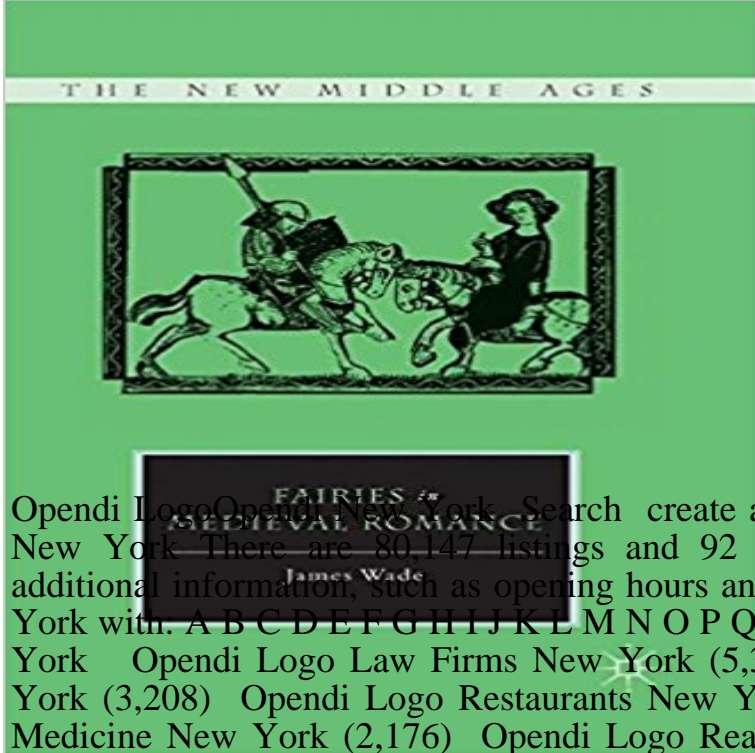 THE NEW MIDDLE AGES
FAIRIES in
MEDIEVAL ROMANCE
James Wade
Opendi LogoOpendi New York Search create a
New York There are 80,147 listings and 92
additional information, such as opening hours an
York with: A B C D E F G H I J K L M N O P Q
York Opendi Logo Law Firms New York (5,3
York (3,208) Opendi Logo Restaurants New Y
Medicine New York (2,176) Opendi Logo Rea